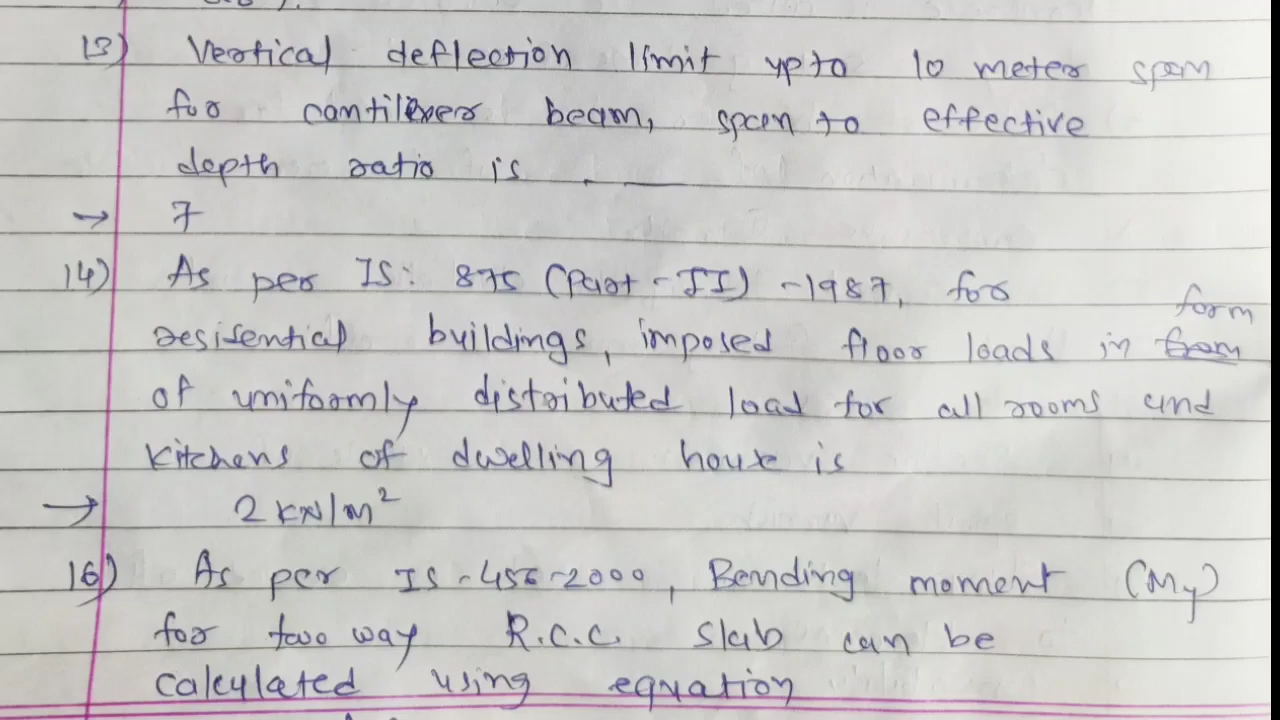 13) Vertical deflection limit upto 10 meter span
for cantilever beam, span to effective
depth ratio is . __
→ 7
14) As per IS: 875 (Part - II) - 1987, for
form
residential buildings, imposed floor loads in from
of uniformly distributed load for all rooms and
kitchens of dwelling house is
→ 2 KN/m²
16) As per IS-456-2000, Bending moment (My)
for two way R.C.C. slab can be
calculated using equation